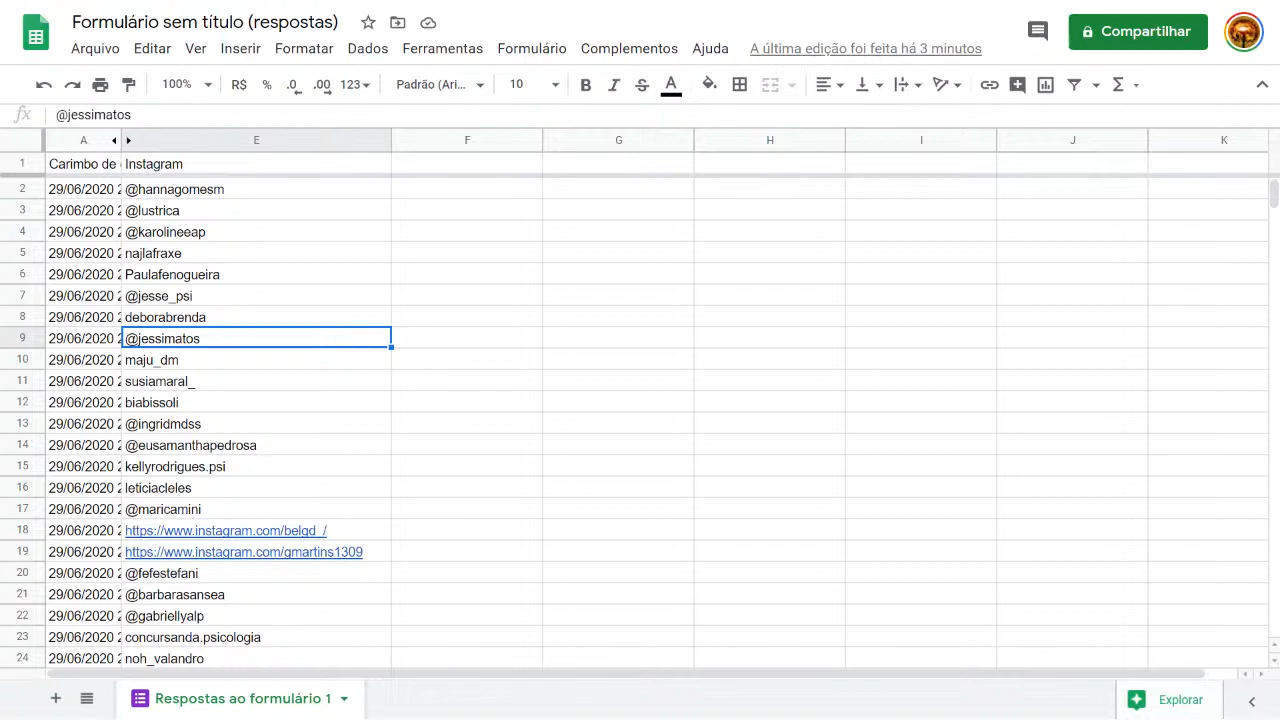 Formulário sem título (respostas)
Arquivo Editar Ver Inserir Formatar Dados Ferramentas Formulário Complementos Ajuda A última edição foi feita há 3 minutos
Compartilhar
100% R$ % .0 .00 123 Padrão (Ari... 10 B I S A
fx @jessimatos
A E F G H I J K
1 Carimbo de Instagram
2 29/06/2020 2 @hannagomesm
3 29/06/2020 2 @lustrica
4 29/06/2020 2 @karolineeap
5 29/06/2020 2 najlafraxe
6 29/06/2020 2 Paulafenogueira
7 29/06/2020 2 @jesse_psi
8 29/06/2020 2 deborabrenda
9 29/06/2020 2 @jessimatos
10 29/06/2020 2 maju_dm
11 29/06/2020 2 susiamaral_
12 29/06/2020 2 biabissoli
13 29/06/2020 2 @ingridmdss
14 29/06/2020 2 @eusamanthapedrosa
15 29/06/2020 2 kellyrodrigues.psi
16 29/06/2020 2 leticiacleles
17 29/06/2020 2 @maricamini
18 29/06/2020 2 https://www.instagram.com/belgd_/
19 29/06/2020 2 https://www.instagram.com/gmartins1309
20 29/06/2020 2 @fefestefani
21 29/06/2020 2 @barbarasansea
22 29/06/2020 2 @gabriellyalp
23 29/06/2020 2 concursanda.psicologia
24 29/06/2020 2 noh_valandro
Respostas ao formulário 1 Explorar